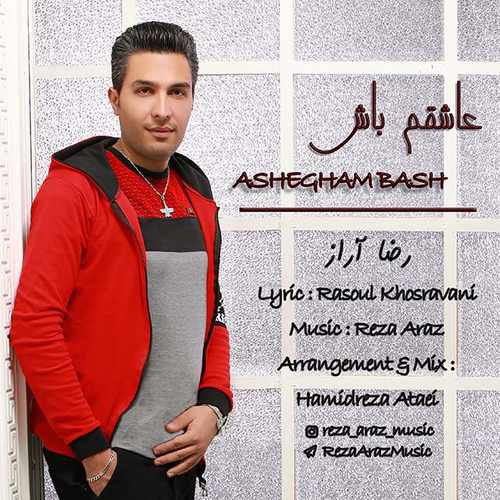 عاشقم باش
ASHEGHAM BASH
رضا آراز
Lyric : Rasoul Khosravani
Music : Reza Araz
Arrangement & Mix :
Hamidreza Ataei
reza_araz_music
RezaArazMusic